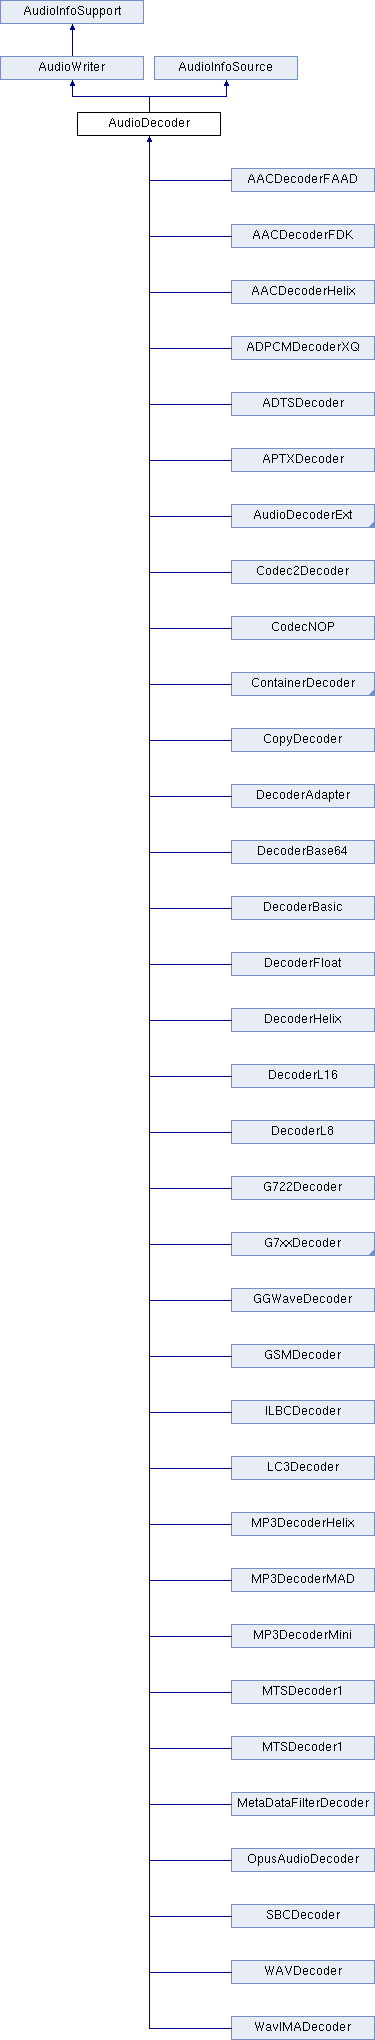 AudioInfoSupport
AudioWriter AudioInfoSource
AudioDecoder
AACDecoderFAAD
AACDecoderFDK
AACDecoderHelix
ADPCMDecoderXQ
ADTSDecoder
APTXDecoder
AudioDecoderExt
Codec2Decoder
CodecNOP
ContainerDecoder
CopyDecoder
DecoderAdapter
DecoderBase64
DecoderBasic
DecoderFloat
DecoderHelix
DecoderL16
DecoderL8
G722Decoder
G7xxDecoder
GGWaveDecoder
GSMDecoder
ILBCDecoder
LC3Decoder
MP3DecoderHelix
MP3DecoderMAD
MP3DecoderMini
MTSDecoder1
MTSDecoder1
MetaDataFilterDecoder
OpusAudioDecoder
SBCDecoder
WAVDecoder
WavIMADecoder